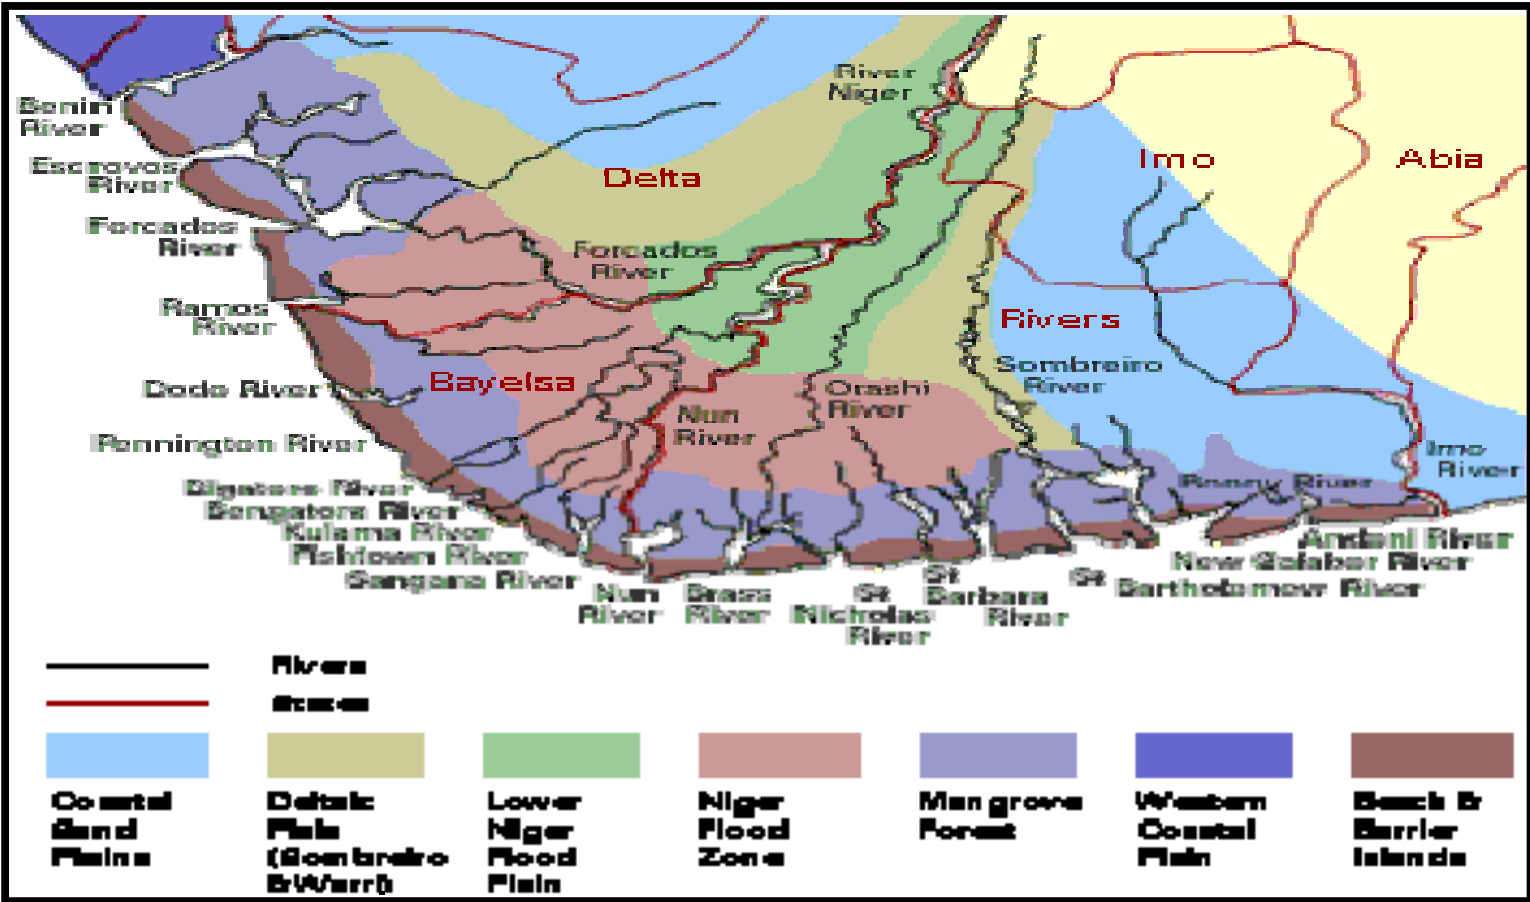 River
Niger
Benin
River
Escrovos
River
Forcados
River
Ramos
River
Dodo River
Pennington River
Digatoro River
Bengatoro River
Kulama River
Fishtown River
Sangana River
Nun
River
Brass
River
St
Nicholas
River
St
Barbara
River
St
Bartholomew River
New Calabar River
Andoni River
Bonny River
Imo
River
Delta
Imo
Abia
Forcados
River
Rivers
Sombreiro
River
Bayelsa
Orashi
River
Nun
River
Rivers
States
Coastal
Sand
Plains
Deltaic
Plain
(Sombreiro
&Warri)
Lower
Niger
Flood
Plain
Niger
Flood
Zone
Mangrove
Forest
Western
Coastal
Plain
Beach &
Barrier
Islands